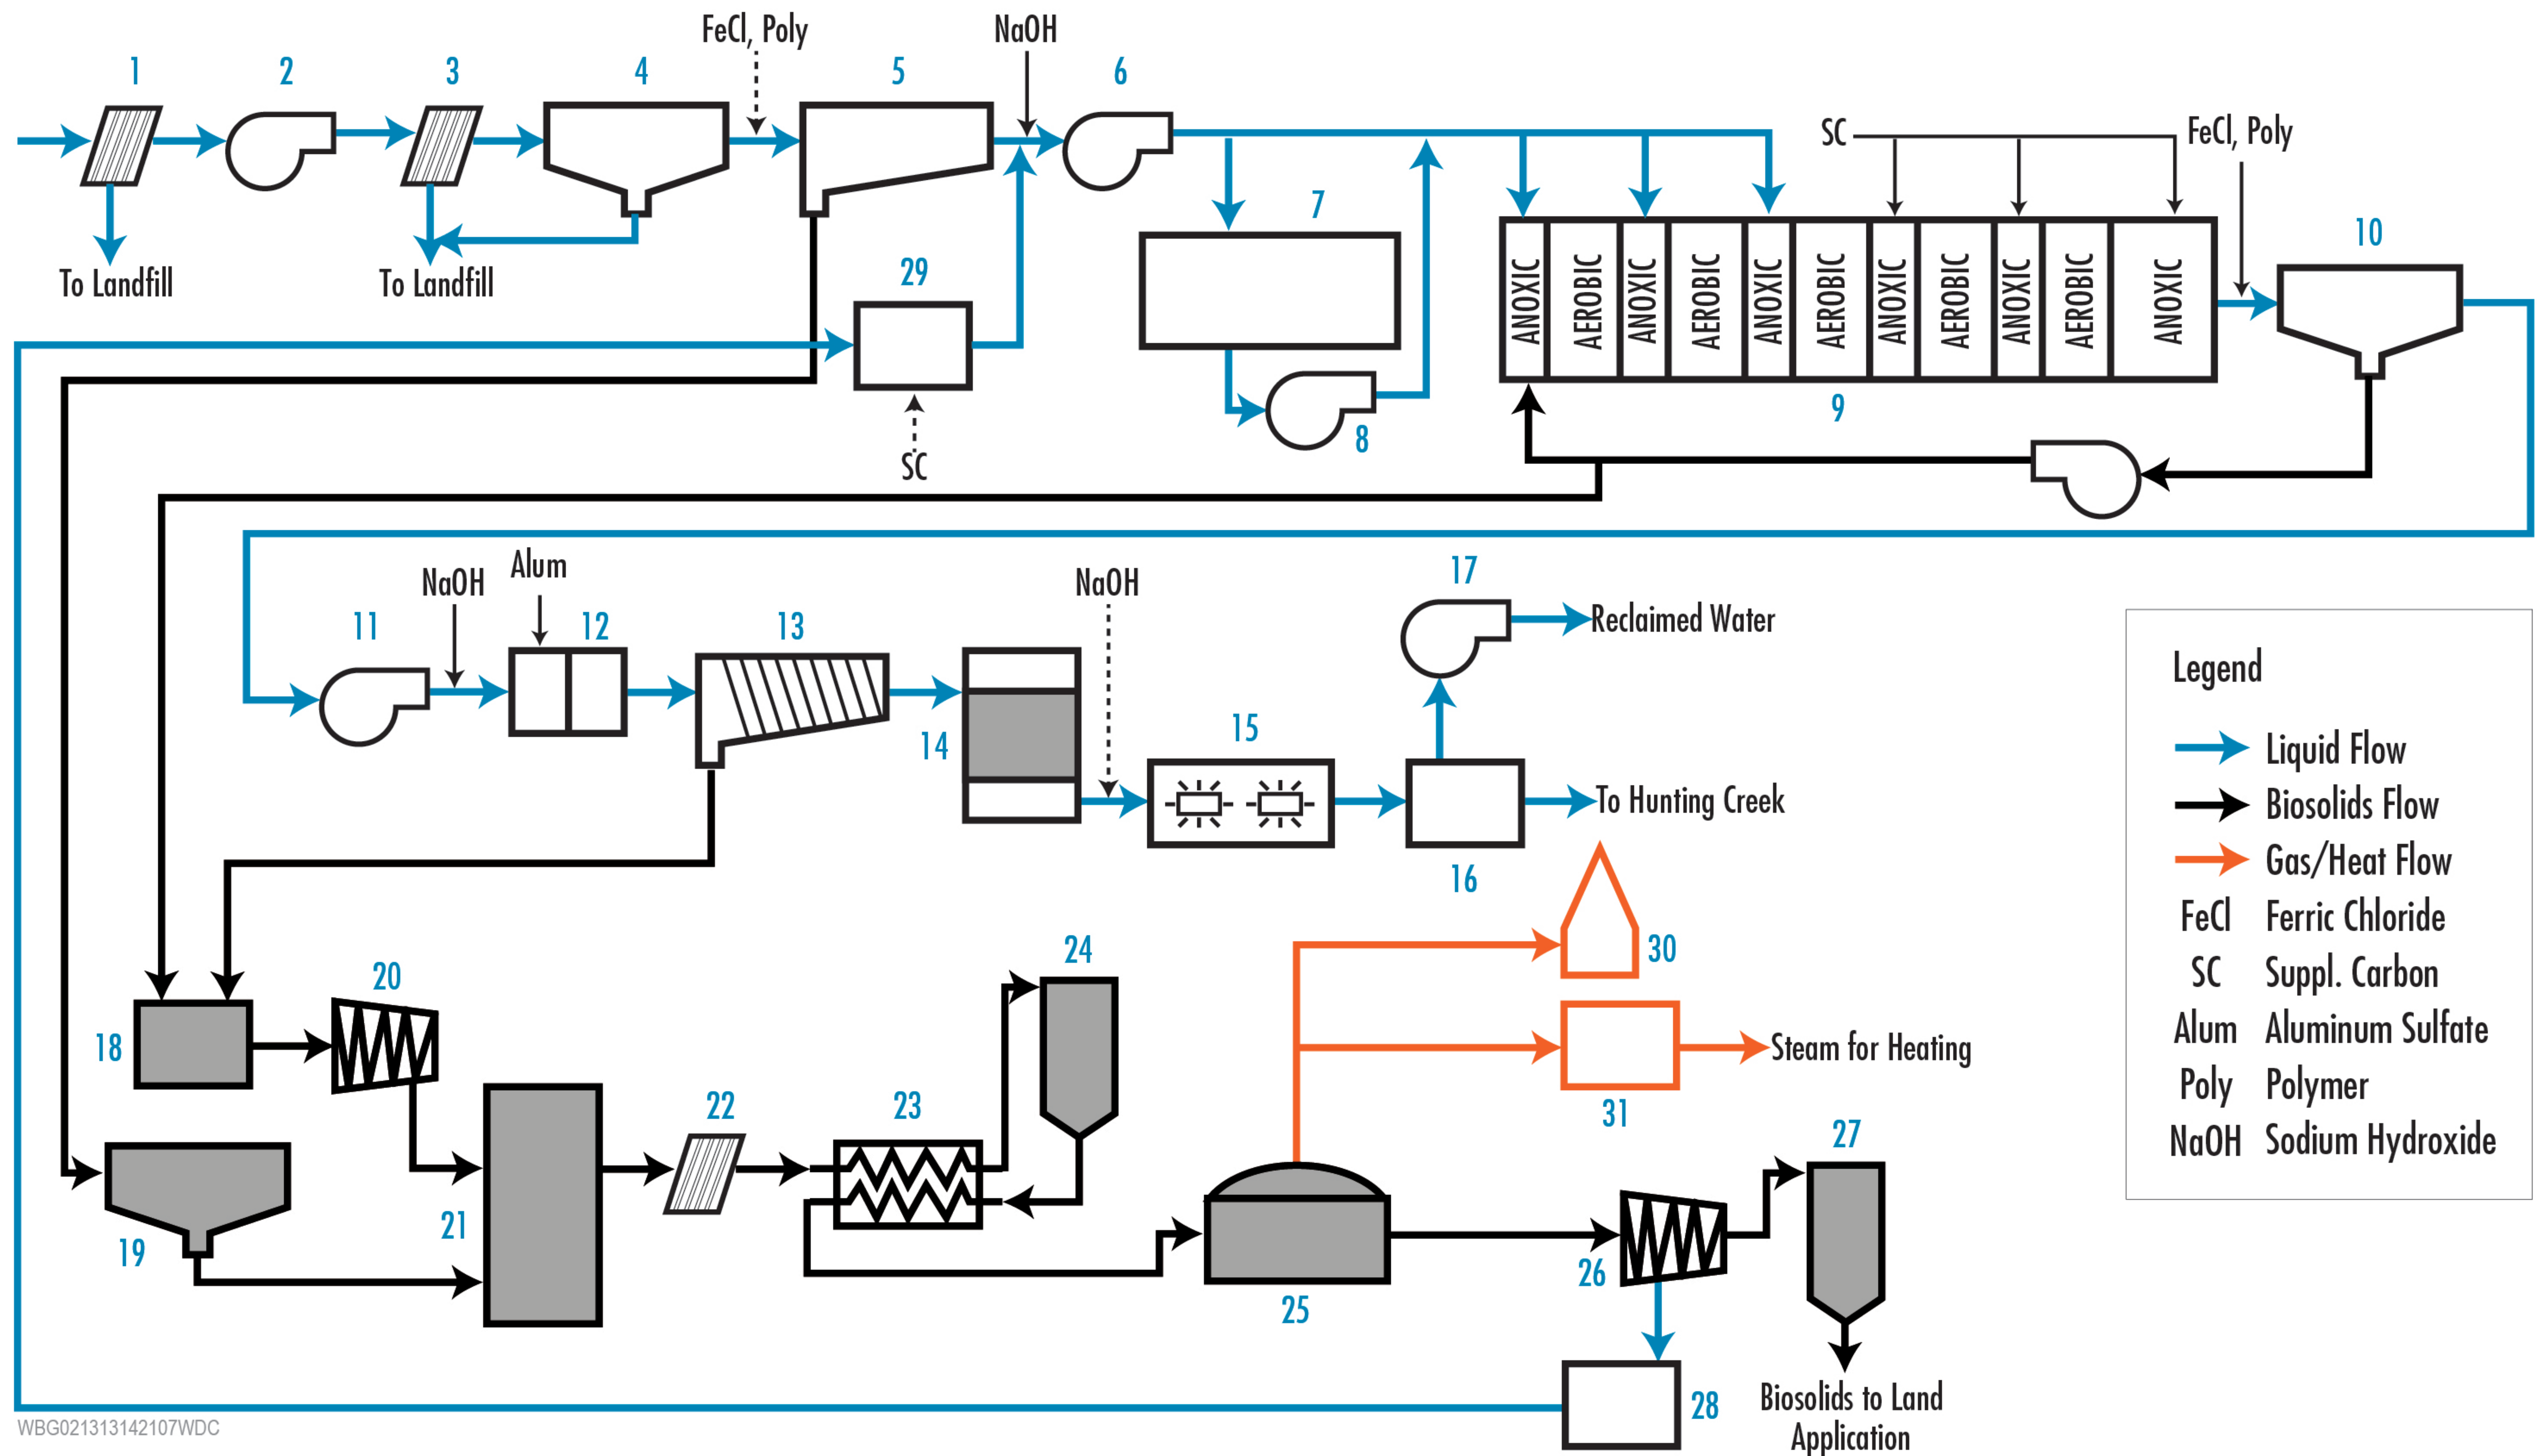 FeCl, Poly
NaOH
1
2
3
4
5
6
SC
FeCl, Poly
7
10
To Landfill
To Landfill
29
ANOXIC
AEROBIC
ANOXIC
AEROBIC
ANOXIC
AEROBIC
ANOXIC
AEROBIC
ANOXIC
AEROBIC
ANOXIC
9
8
SC
NaOH
Alum
NaOH
17
11
12
13
Reclaimed Water
14
15
To Hunting Creek
16
Legend
Liquid Flow
Biosolids Flow
Gas/Heat Flow
FeCl Ferric Chloride
SC Suppl. Carbon
Alum Aluminum Sulfate
Poly Polymer
NaOH Sodium Hydroxide
20
24
30
18
Steam for Heating
22
23
31
27
19
21
25
26
28
Biosolids to Land
Application
WBG021313142107WDC